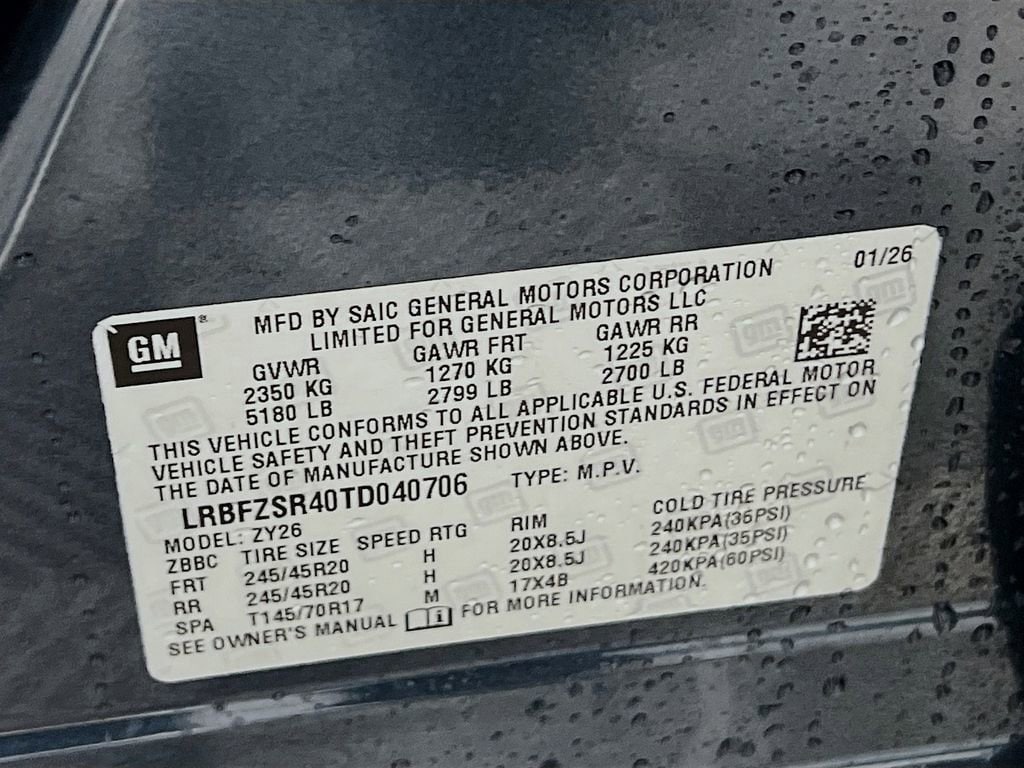 GM
MFD BY SAIC GENERAL MOTORS CORPORATION 01/26
LIMITED FOR GENERAL MOTORS LLC
GVWR GAWR FRT GAWR RR
2350 KG 1270 KG 1225 KG
5180 LB 2799 LB 2700 LB
THIS VEHICLE CONFORMS TO ALL APPLICABLE U.S. FEDERAL MOTOR
VEHICLE SAFETY AND THEFT PREVENTION STANDARDS IN EFFECT ON
THE DATE OF MANUFACTURE SHOWN ABOVE.
LRBFZSR40TD040706 TYPE: M.P.V.
MODEL: ZY26
ZBBC TIRE SIZE SPEED RTG RIM COLD TIRE PRESSURE
FRT 245/45R20 H 20X8.5J 240KPA(35PSI)
RR 245/45R20 H 20X8.5J 240KPA(35PSI)
SPA T145/70R17 M 17X4B 420KPA(60PSI)
SEE OWNER'S MANUAL FOR MORE INFORMATION.